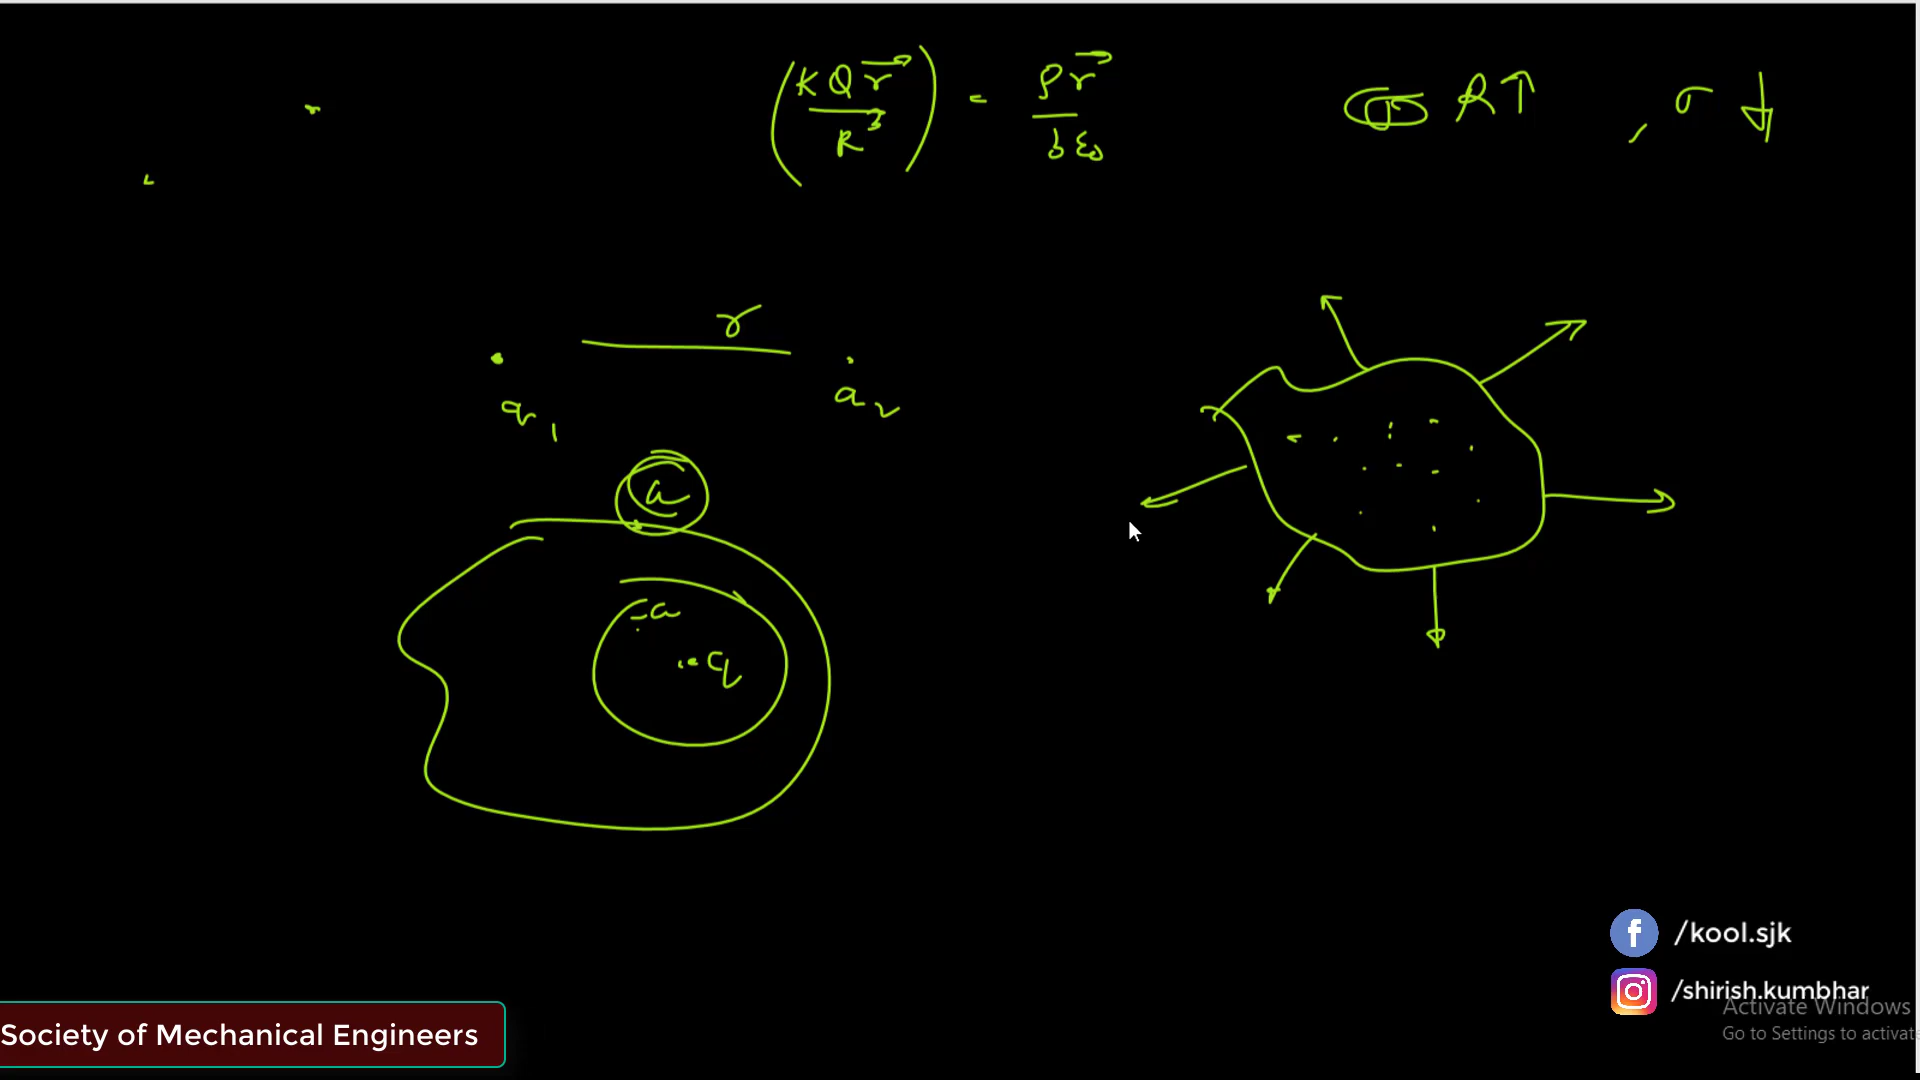 (KQr⃗/R³) = ρr⃗/3ε₀
R↑ , σ ↓
r
q₁
q₂
a
-a
q
/kool.sjk
/shirish.kumbhar
Activate Windows
Go to Settings to activat
Society of Mechanical Engineers